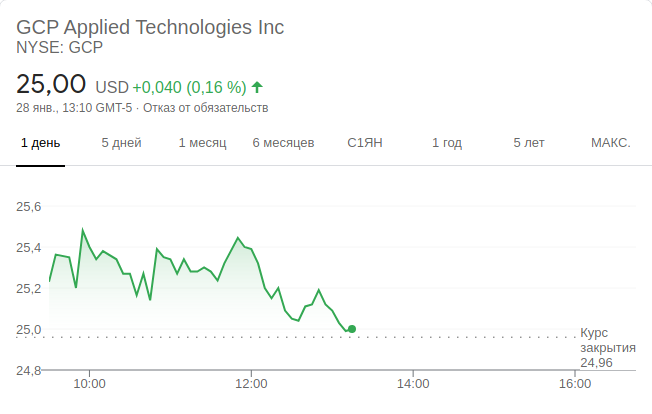 GCP Applied Technologies Inc
NYSE: GCP
25,00 USD +0,040 (0,16 %)
28 янв., 13:10 GMT-5 · Отказ от обязательств
1 день 5 дней 1 месяц 6 месяцев С1ЯН 1 год 5 лет МАКС.
25,6
25,4
25,2
25,0
Курс
закрытия
24,96
24,8
10:00 12:00 14:00 16:00